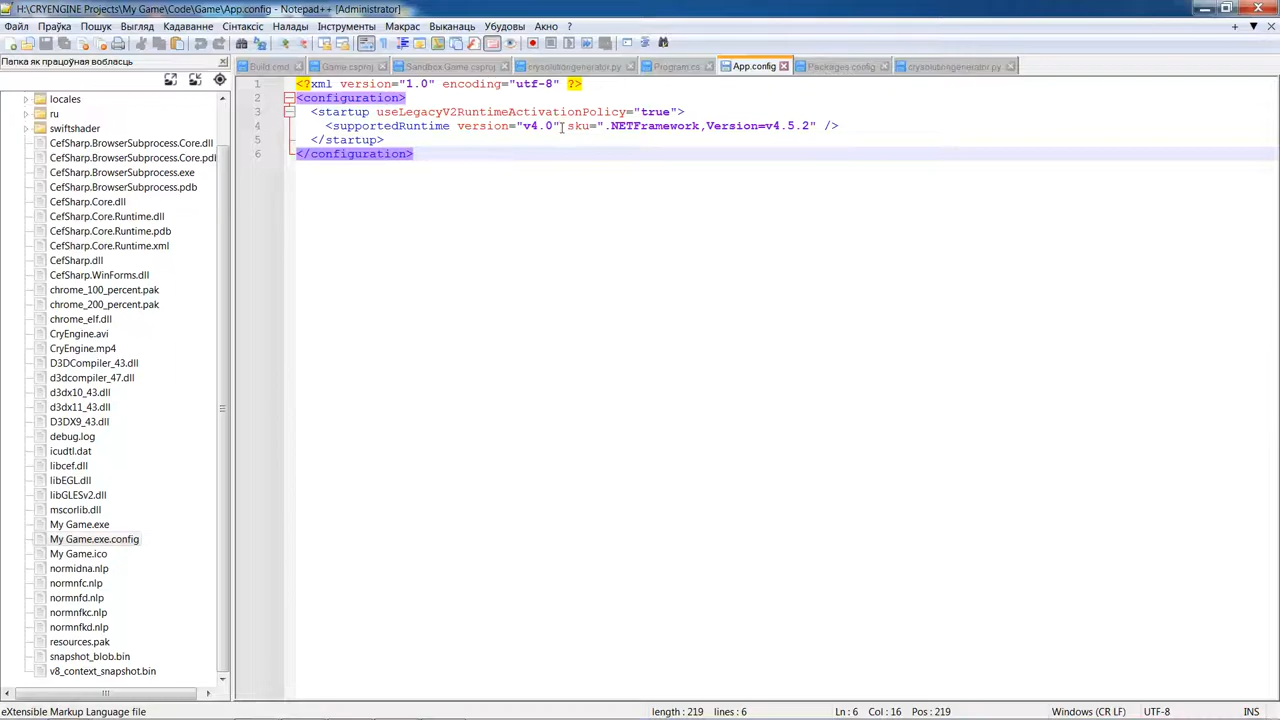 H:\CRYENGINE Projects\My Game\Code\Game\App.config - Notepad++ [Administrator]
Файл Праўка Пошук Выгляд Кадаванне Сінтаксіс Налады Інструменты Макрас Выканаць Убудовы Акно ?
Папка як працоўная вобласць
Build.cmd Game.csproj Sandbox Game.csproj crysolutiongenerator.py Program.cs App.config Packages.config crysolutiongenerator.py
locales
ru
swiftshader
CefSharp.BrowserSubprocess.Core.dll
CefSharp.BrowserSubprocess.Core.pdl
CefSharp.BrowserSubprocess.exe
CefSharp.BrowserSubprocess.pdb
CefSharp.Core.dll
CefSharp.Core.Runtime.dll
CefSharp.Core.Runtime.pdb
CefSharp.Core.Runtime.xml
CefSharp.dll
CefSharp.WinForms.dll
chrome_100_percent.pak
chrome_200_percent.pak
chrome_elf.dll
CryEngine.avi
CryEngine.mp4
D3DCompiler_43.dll
d3dcompiler_47.dll
d3dx10_43.dll
d3dx11_43.dll
D3DX9_43.dll
debug.log
icudtl.dat
libcef.dll
libEGL.dll
libGLESv2.dll
mscorlib.dll
My Game.exe
My Game.exe.config
My Game.ico
normidna.nlp
normnfc.nlp
normnfd.nlp
normnfkc.nlp
normnfkd.nlp
resources.pak
snapshot_blob.bin
v8_context_snapshot.bin
1 <?xml version="1.0" encoding="utf-8" ?>
2 <configuration>
3 <startup useLegacyV2RuntimeActivationPolicy="true">
4 <supportedRuntime version="v4.0" sku=".NETFramework,Version=v4.5.2" />
5 </startup>
6 </configuration>
eXtensible Markup Language file length : 219 lines : 6 Ln : 6 Col : 16 Pos : 219 Windows (CR LF) UTF-8 INS